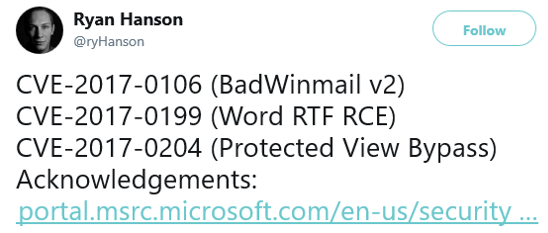 Ryan Hanson
@ryHanson
Follow
CVE-2017-0106 (BadWinmail v2)
CVE-2017-0199 (Word RTF RCE)
CVE-2017-0204 (Protected View Bypass)
Acknowledgements:
portal.msrc.microsoft.com/en-us/security ...